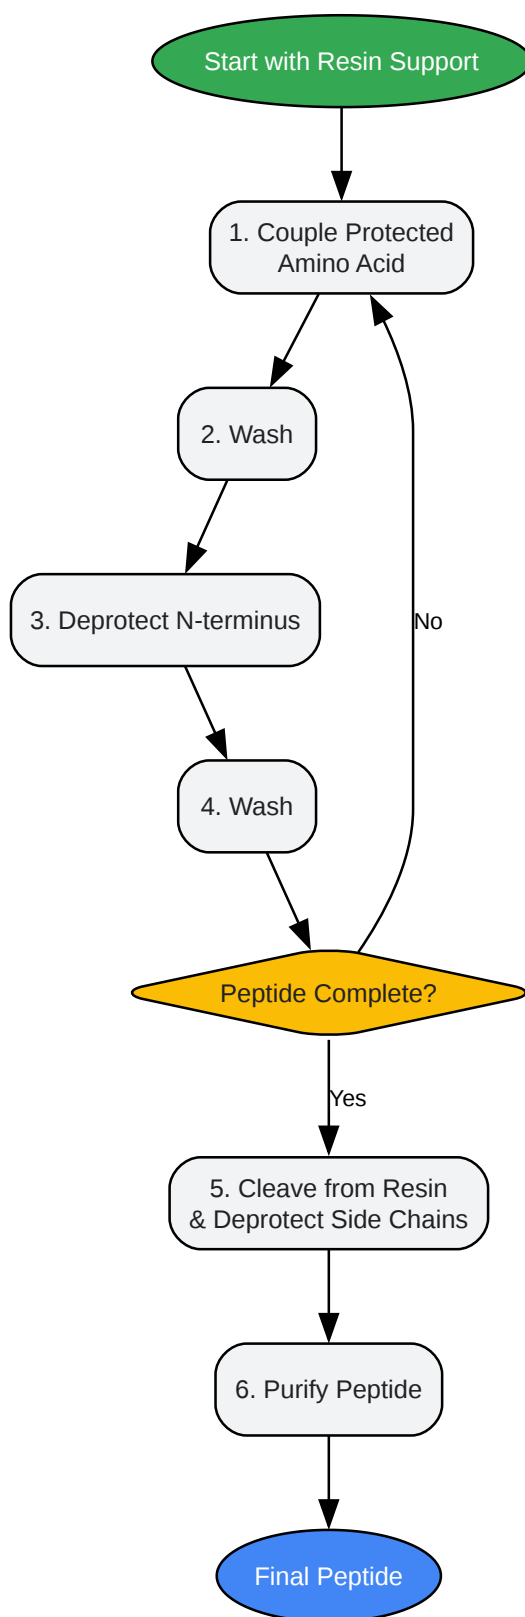 Start with Resin Support
1. Couple Protected
Amino Acid
2. Wash
3. Deprotect N-terminus
No
4. Wash
Peptide Complete?
Yes
5. Cleave from Resin
& Deprotect Side Chains
6. Purify Peptide
Final Peptide